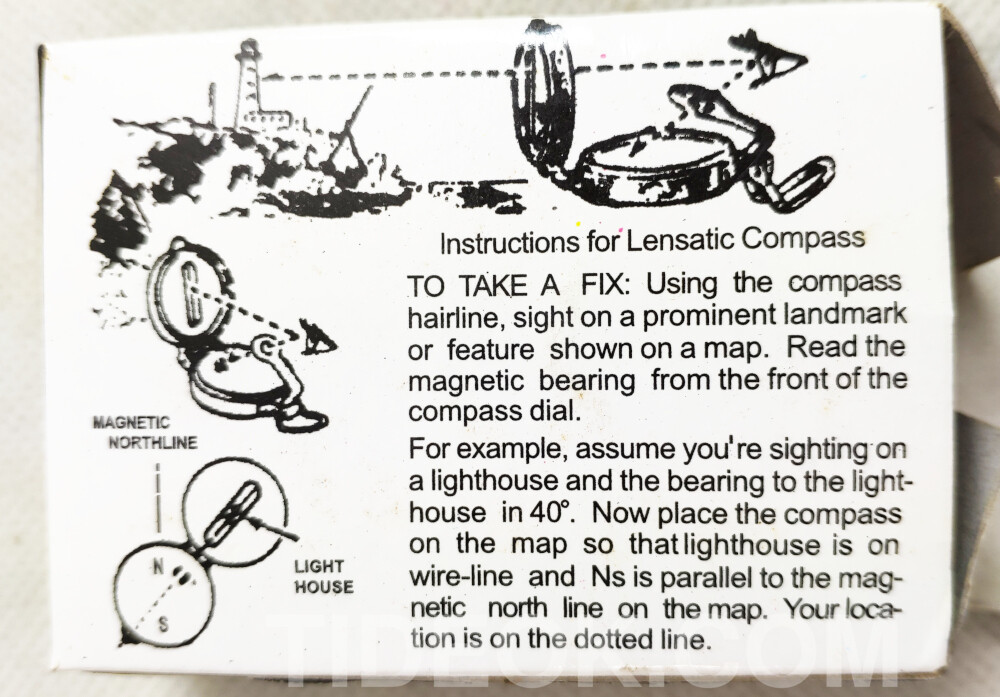 Instructions for Lensatic Compass
TO TAKE A FIX: Using the compass
hairline, sight on a prominent landmark
or feature shown on a map. Read the
magnetic bearing from the front of the
compass dial.
For example, assume you're sighting on
a lighthouse and the bearing to the light-
house in 40°. Now place the compass
on the map so that lighthouse is on
wire-line and Ns is parallel to the mag-
netic north line on the map. Your loca-
tion is on the dotted line.
MAGNETIC
NORTHLINE
N
S
LIGHT
HOUSE
TIDEOKI.COM